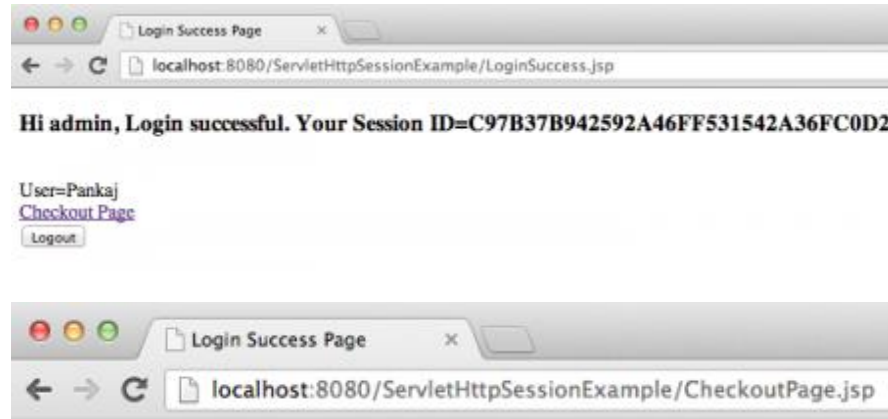 Login Success Page
localhost:8080/ServletHttpSessionExample/LoginSuccess.jsp
Hi admin, Login successful. Your Session ID=C97B37B942592A46FF531542A36FC0D2
User=Pankaj
Checkout Page
Logout
Login Success Page
localhost:8080/ServletHttpSessionExample/CheckoutPage.jsp